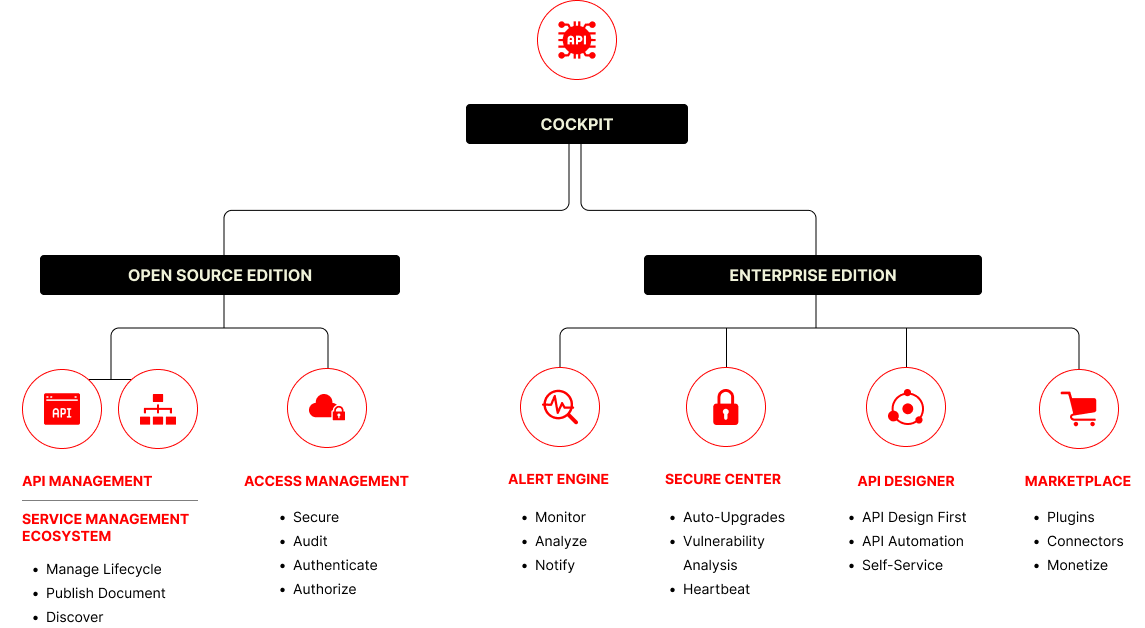 API
COCKPIT
OPEN SOURCE EDITION
ENTERPRISE EDITION
API
API MANAGEMENT
SERVICE MANAGEMENT
ECOSYSTEM
• Manage Lifecycle
• Publish Document
• Discover
ACCESS MANAGEMENT
• Secure
• Audit
• Authenticate
• Authorize
ALERT ENGINE
• Monitor
• Analyze
• Notify
SECURE CENTER
• Auto-Upgrades
• Vulnerability
Analysis
• Heartbeat
API DESIGNER
• API Design First
• API Automation
• Self-Service
MARKETPLACE
• Plugins
• Connectors
• Monetize